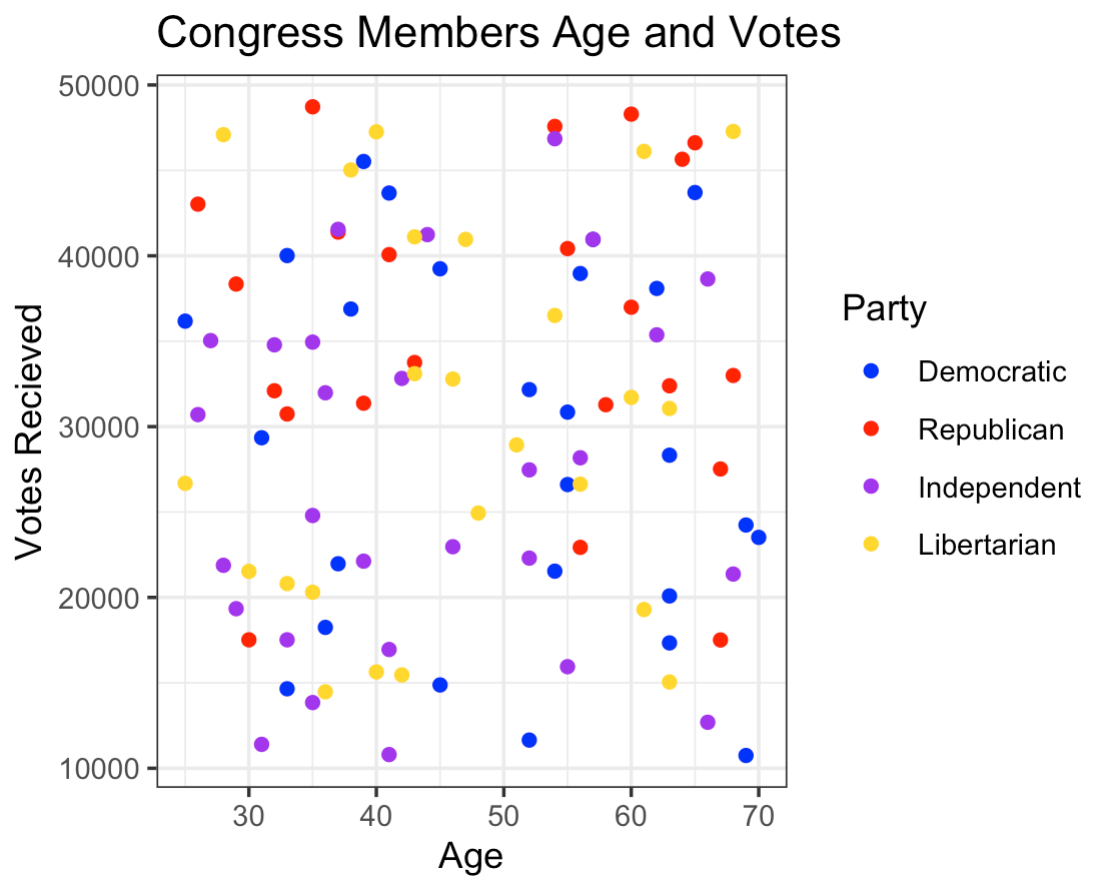 Congress Members Age and Votes
50000
40000
30000
20000
10000
Votes Recieved
30 40 50 60 70
Age
Party
Democratic
Republican
Independent
Libertarian